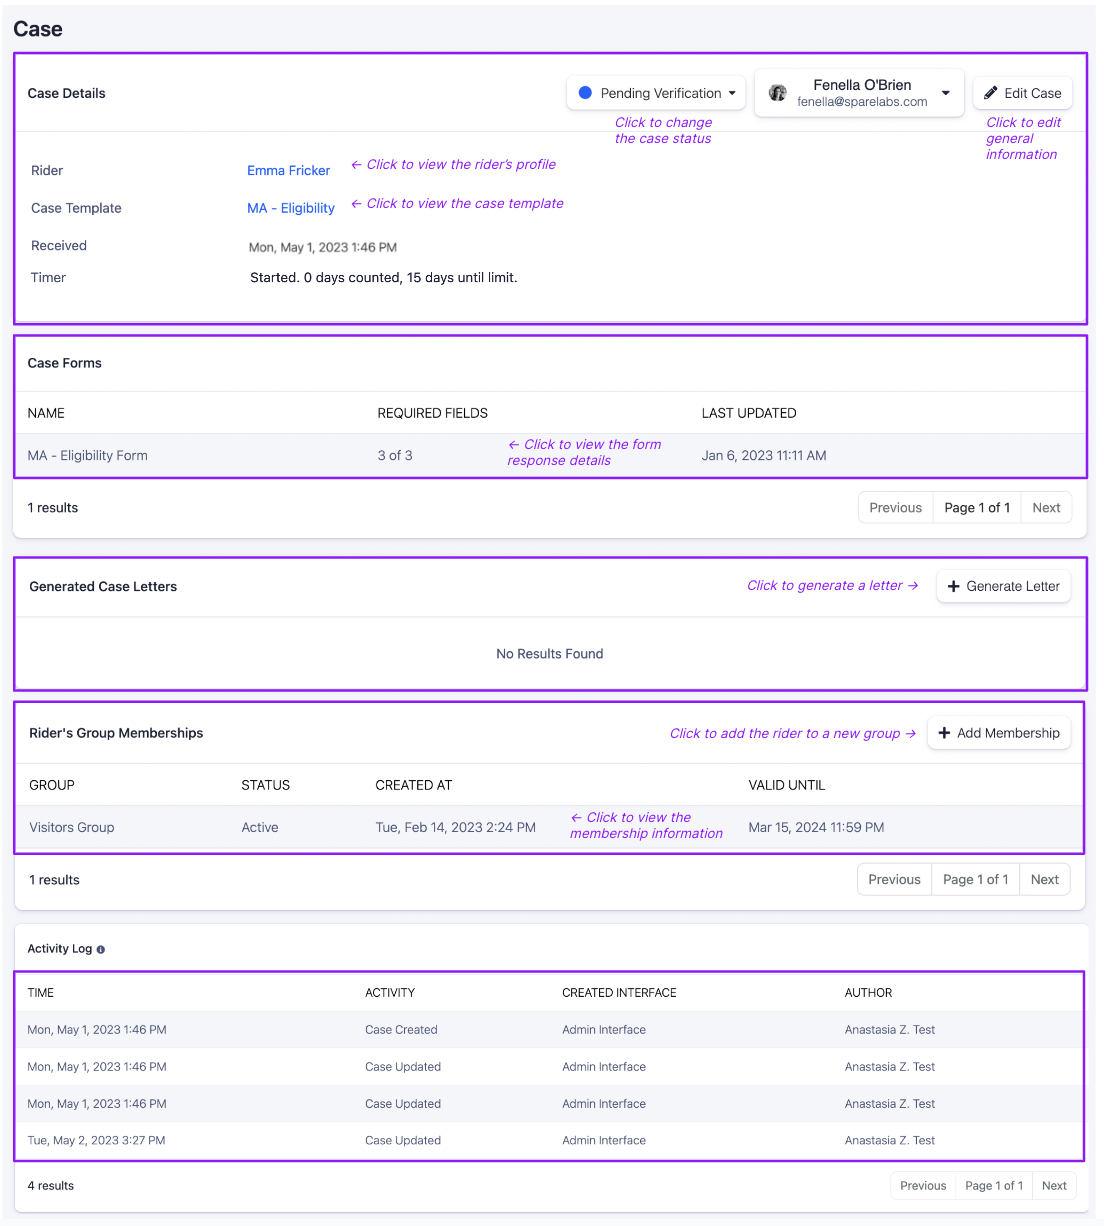 Case
Case Details
Pending Verification
Fenella O'Brien
fenella@sparelabs.com
Edit Case
Click to change
the case status
Click to edit
general
information
Rider
Emma Fricker
← Click to view the rider's profile
Case Template
MA - Eligibility
← Click to view the case template
Received
Mon, May 1, 2023 1:46 PM
Timer
Started. 0 days counted, 15 days until limit.
Case Forms
NAME REQUIRED FIELDS LAST UPDATED
MA - Eligibility Form 3 of 3
← Click to view the form
response details
Jan 6, 2023 11:11 AM
1 results
Previous Page 1 of 1 Next
Generated Case Letters
Click to generate a letter →
+ Generate Letter
No Results Found
Rider's Group Memberships
Click to add the rider to a new group →
+ Add Membership
GROUP STATUS CREATED AT VALID UNTIL
Visitors Group Active Tue, Feb 14, 2023 2:24 PM
← Click to view the
membership information
Mar 15, 2024 11:59 PM
1 results
Previous Page 1 of 1 Next
Activity Log
TIME ACTIVITY CREATED INTERFACE AUTHOR
Mon, May 1, 2023 1:46 PM Case Created Admin Interface Anastasia Z. Test
Mon, May 1, 2023 1:46 PM Case Updated Admin Interface Anastasia Z. Test
Mon, May 1, 2023 1:46 PM Case Updated Admin Interface Anastasia Z. Test
Tue, May 2, 2023 3:27 PM Case Updated Admin Interface Anastasia Z. Test
4 results
Previous Page 1 of 1 Next